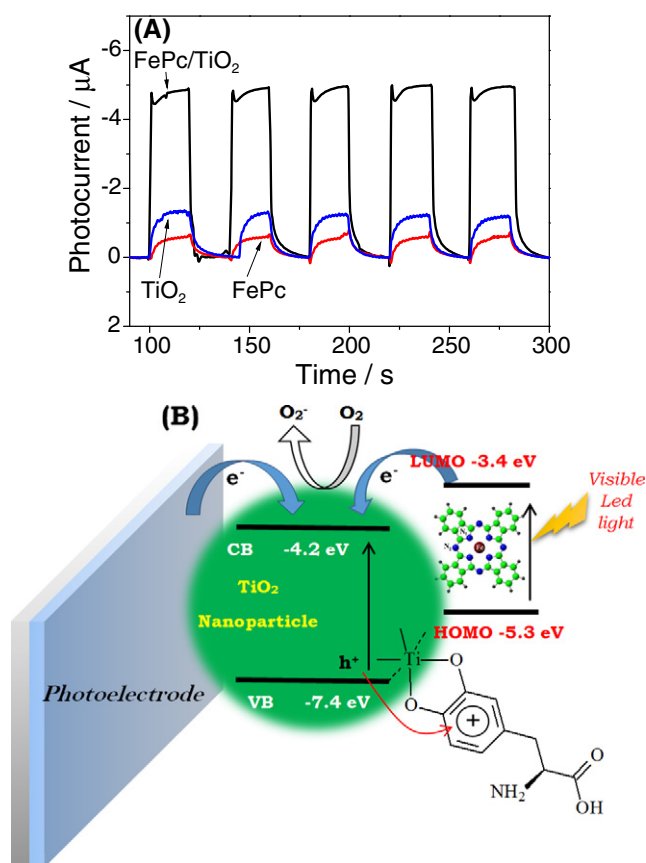 (A)
FePc/TiO₂
TiO₂
FePc
Photocurrent / μA
-6
-4
-2
0
2
100 150 200 250 300
Time / s
(B)
O₂⁻ O₂
e⁻ e⁻
LUMO -3.4 eV
Visible
Led
light
CB -4.2 eV
TiO₂
Nanoparticle
HOMO -5.3 eV
h⁺
Ti
O
O
VB -7.4 eV
Photoelectrode
+
O
NH₂
OH